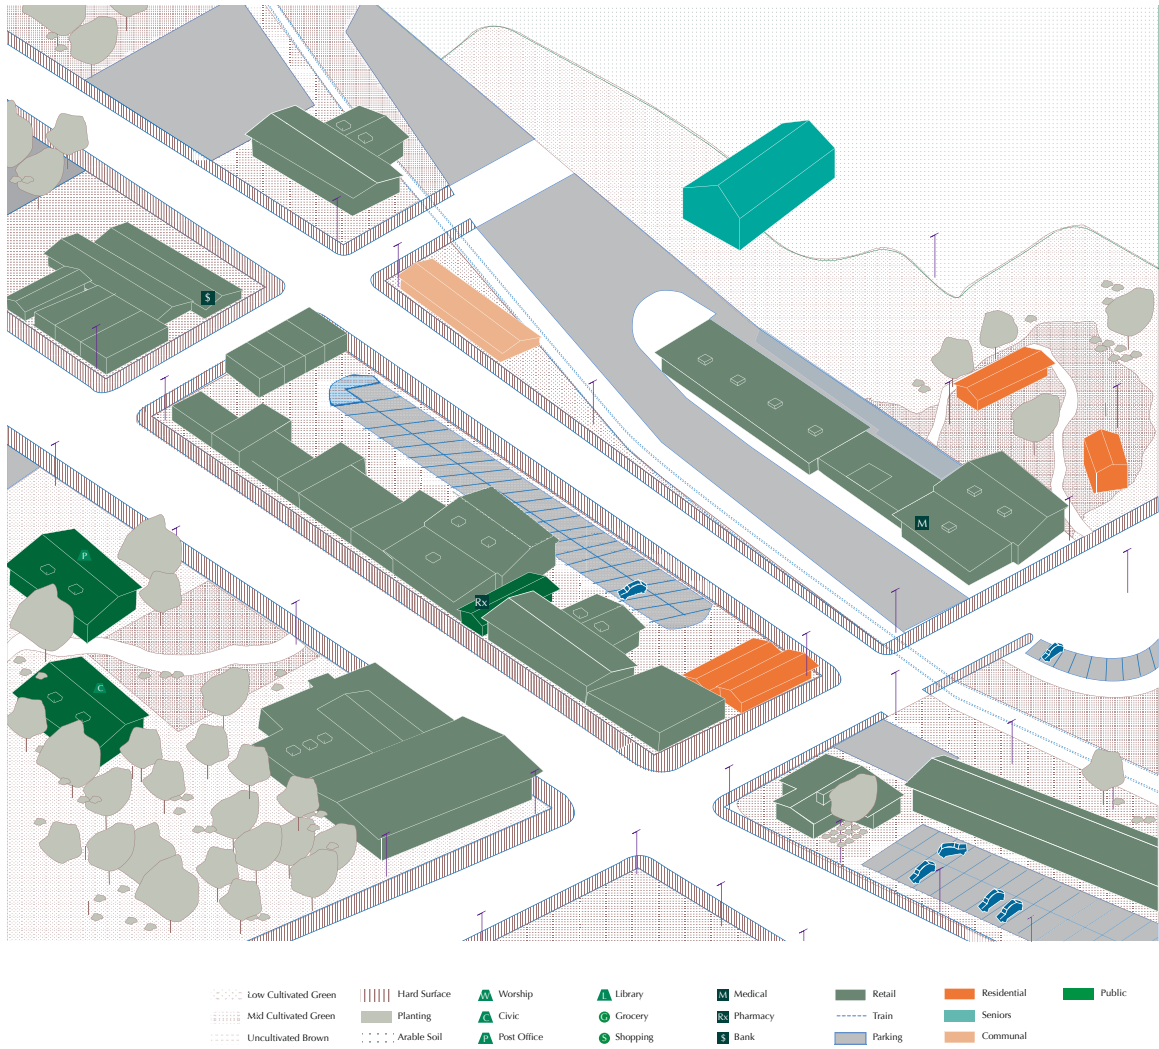 $
M
P
Rx
C
Low Cultivated Green Hard Surface W Worship L Library M Medical Retail Residential Public
Mid Cultivated Green Planting C Civic G Grocery Rx Pharmacy Train Seniors
Uncultivated Brown Arable Soil P Post Office S Shopping $ Bank Parking Communal